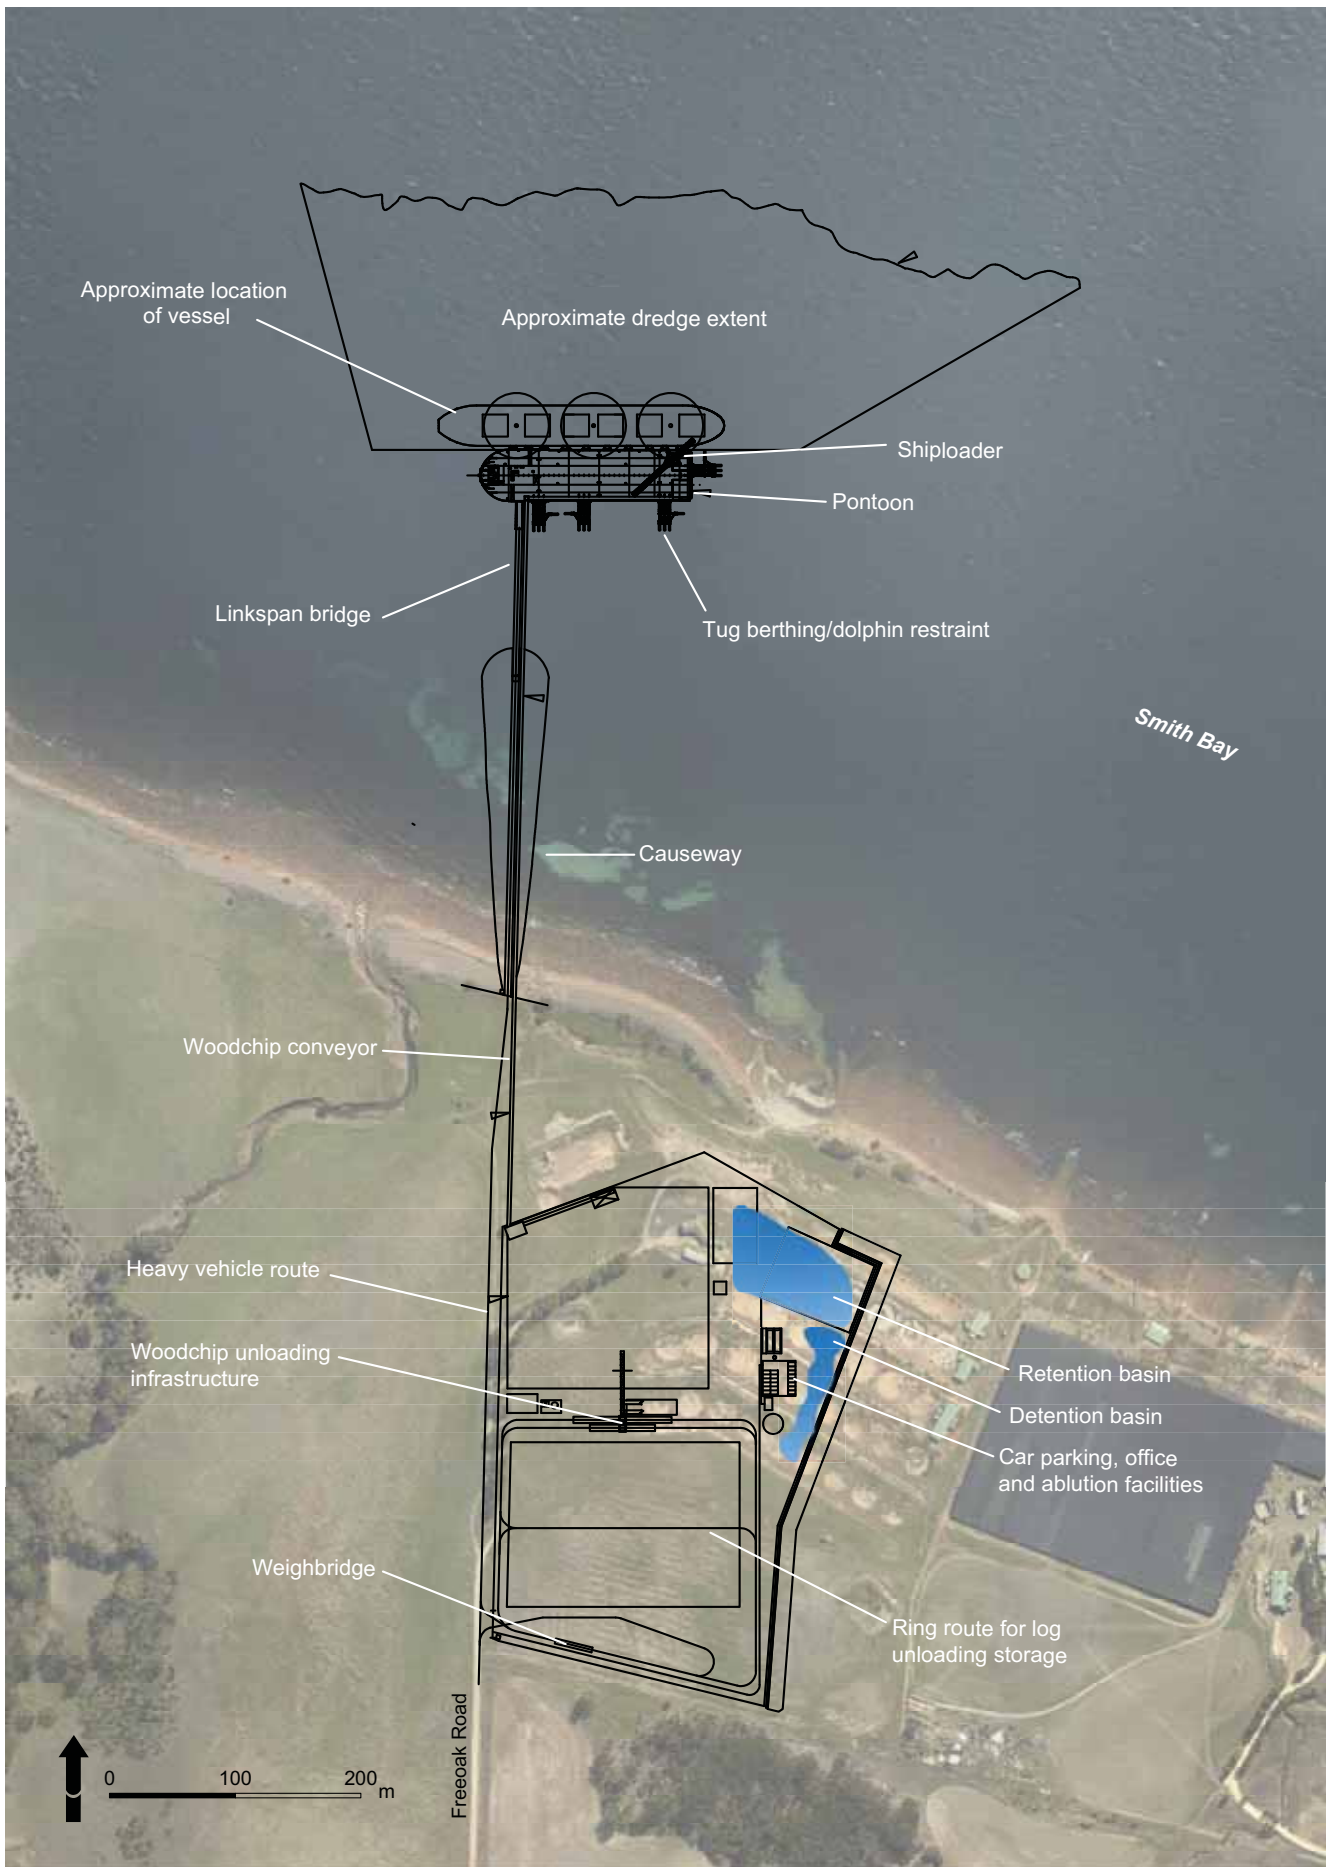 Approximate location
of vessel
Approximate dredge extent
Shiploader
Pontoon
Linkspan bridge
Tug berthing/dolphin restraint
Smith Bay
Causeway
Woodchip conveyor
Heavy vehicle route
Woodchip unloading
infrastructure
Retention basin
Detention basin
Car parking, office
and ablution facilities
Weighbridge
Ring route for log
unloading storage
Freeoak Road
0 100 200 m